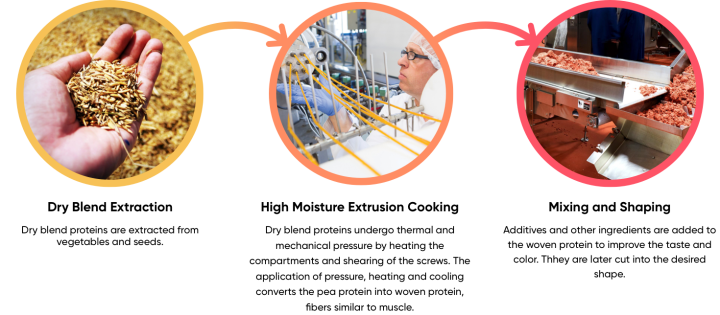 Dry Blend Extraction
Dry blend proteins are extracted from
vegetables and seeds.
High Moisture Extrusion Cooking
Dry blend proteins undergo thermal and
mechanical pressure by heating the
compartments and shearing of the screws. The
application of pressure, heating and cooling
converts the pea protein into woven protein,
fibers similar to muscle.
Mixing and Shaping
Additives and other ingredients are added to
the woven protein to improve the taste and
color. Thhey are later cut into the desired
shape.